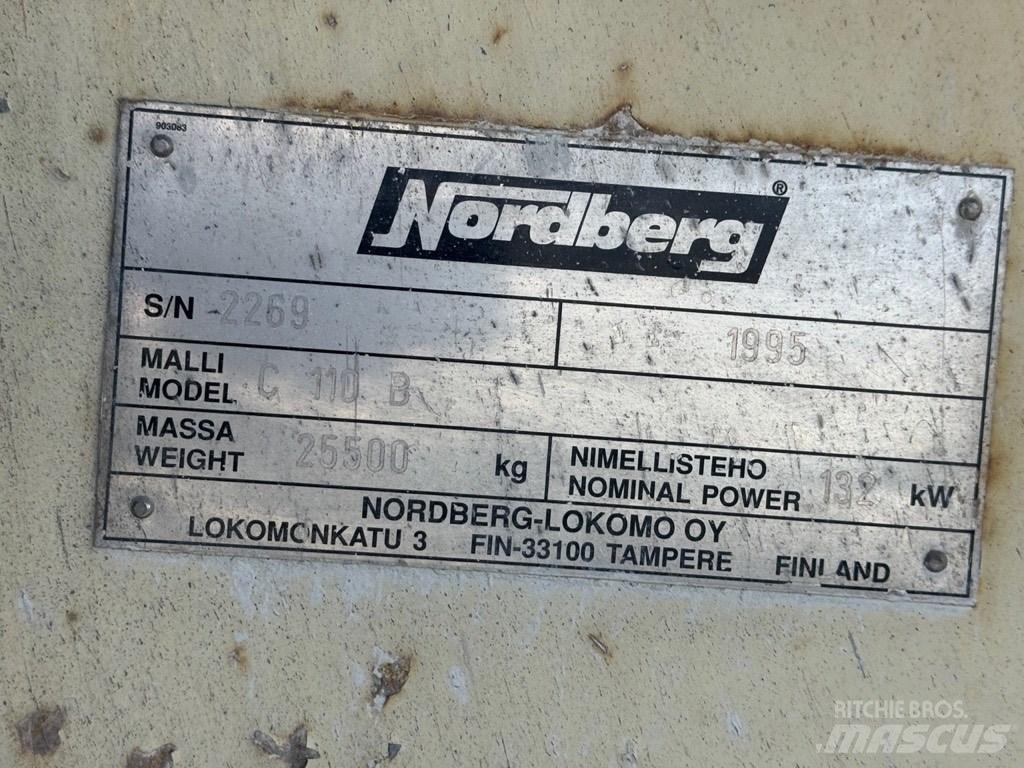 903083
Nordberg ®
S/N 2269 1995
MALLI
MODEL C 110 B
MASSA
WEIGHT 25500 kg
NIMELLISTEHO
NOMINAL POWER 132 kW
NORDBERG-LOKOMO OY
LOKOMONKATU 3 FIN-33100 TAMPERE FINLAND
RITCHIE BROS.
MASCUS